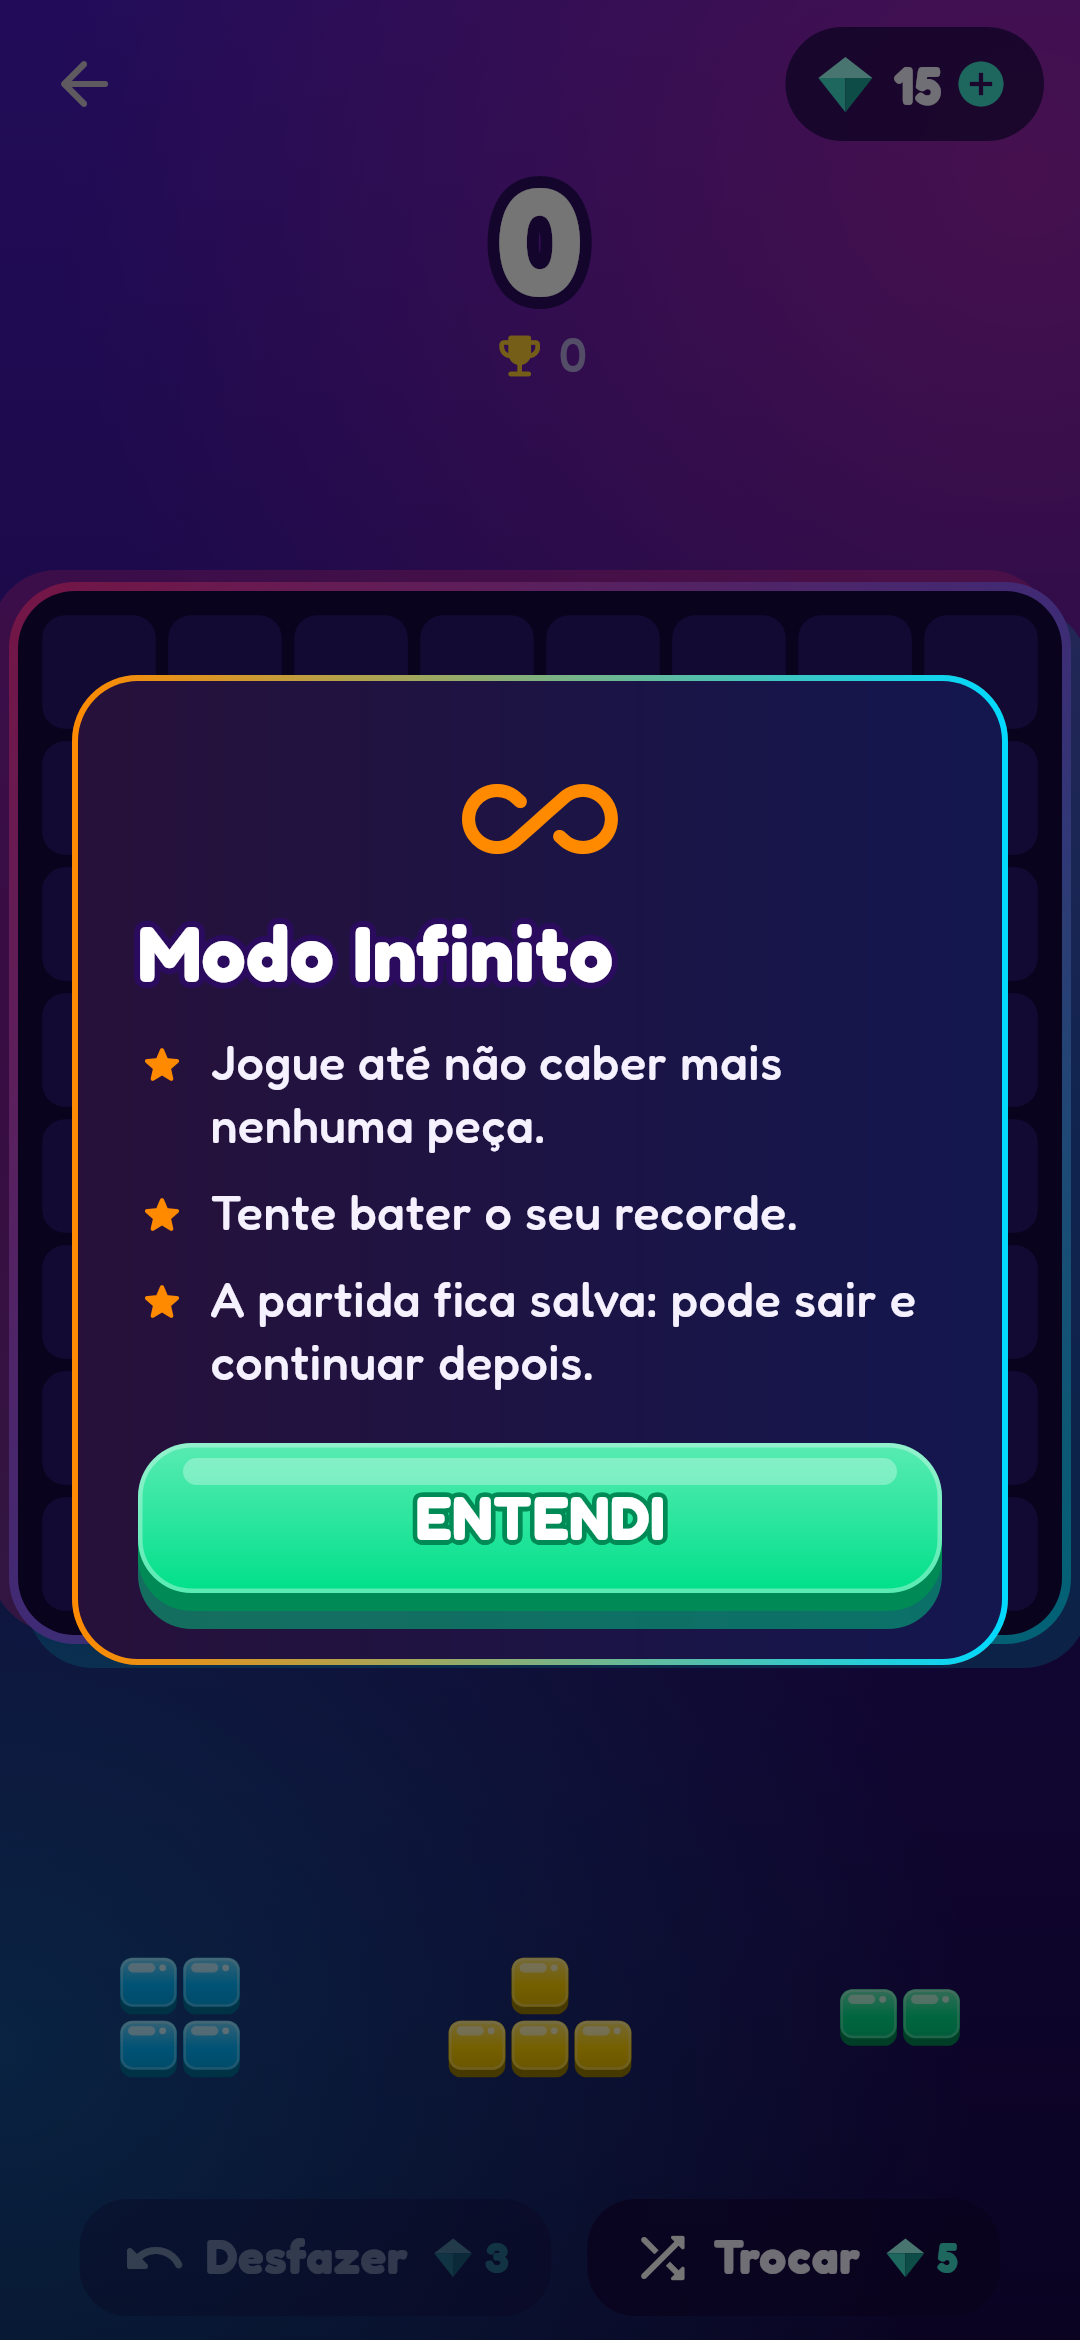 15
0
0
Modo Infinito
Jogue até não caber mais
nenhuma peça.
Tente bater o seu recorde.
A partida fica salva: pode sair e
continuar depois.
ENTENDI
Desfazer 3
Trocar 5